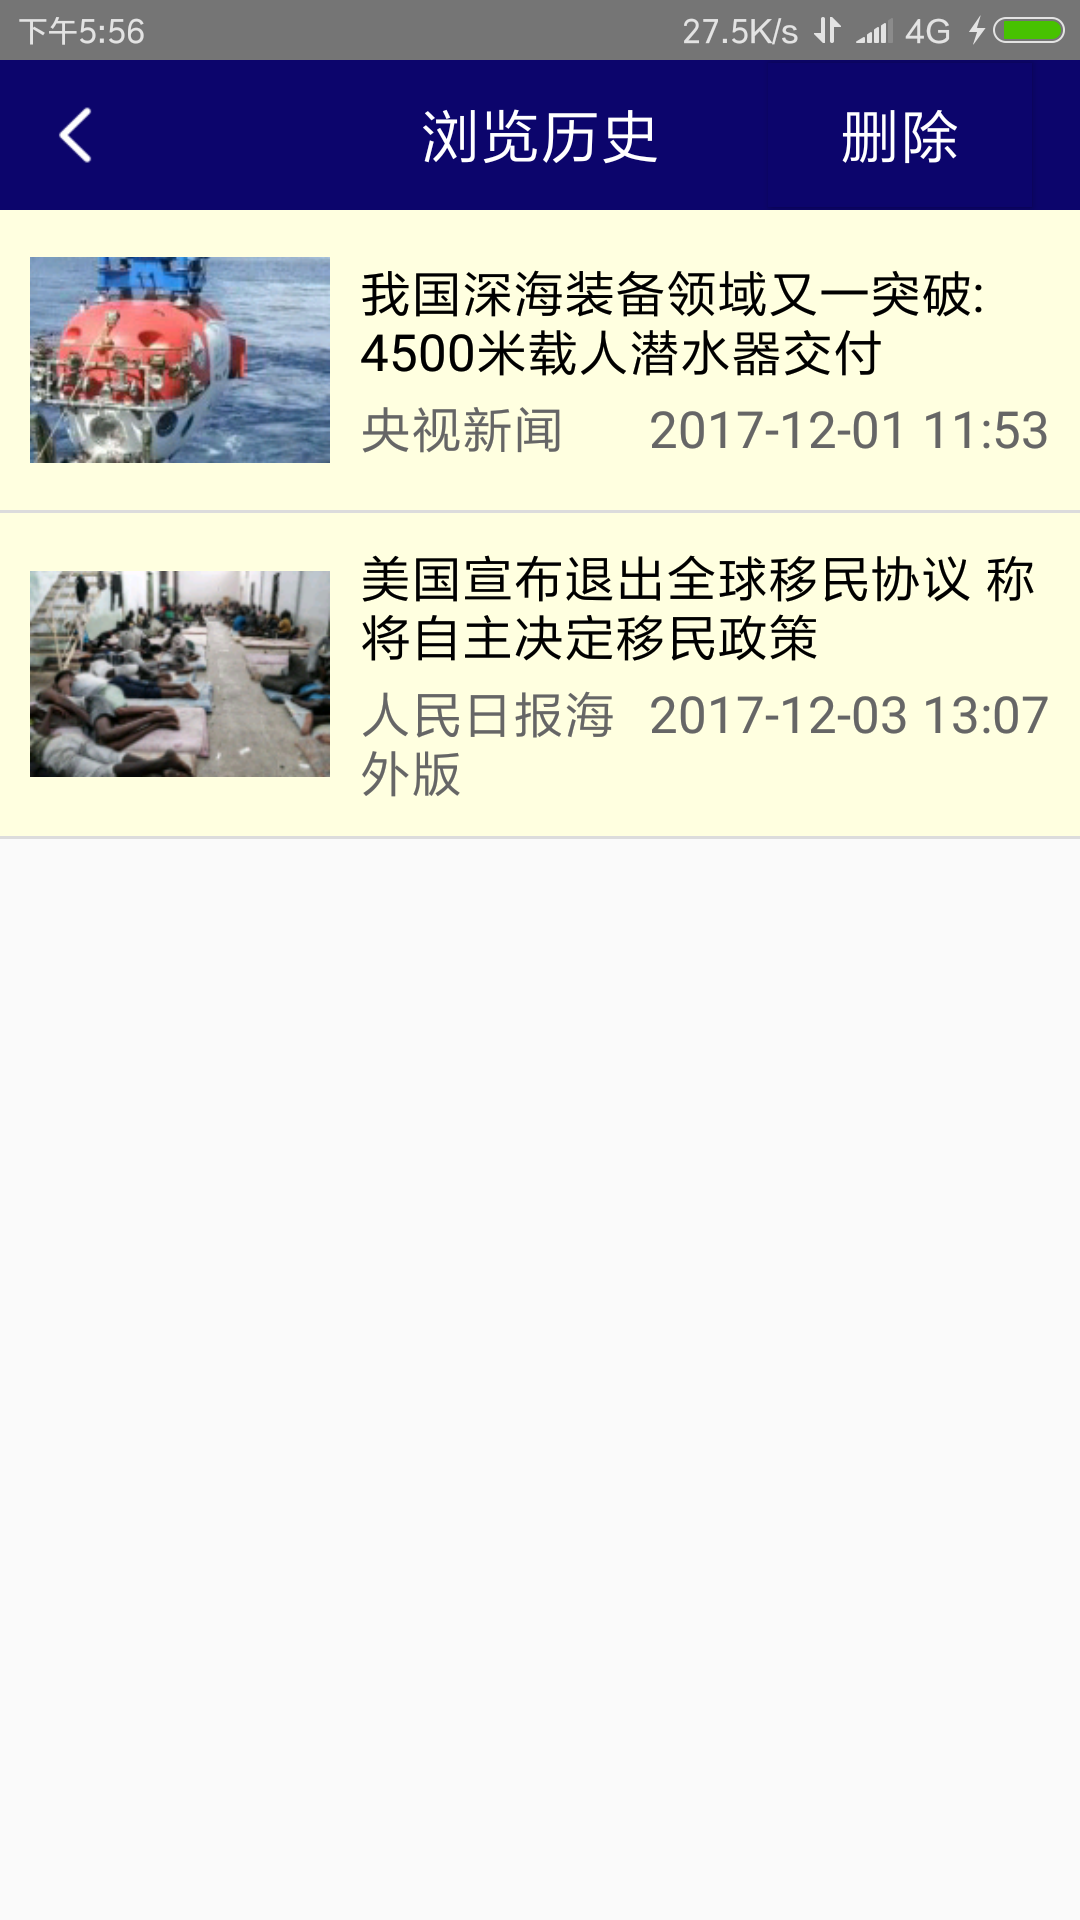 下午5:56 27.5K/s 4G
浏览历史 删除
我国深海装备领域又一突破:
4500米载人潜水器交付
央视新闻 2017-12-01 11:53
美国宣布退出全球移民协议 称
将自主决定移民政策
人民日报海 2017-12-03 13:07
外版